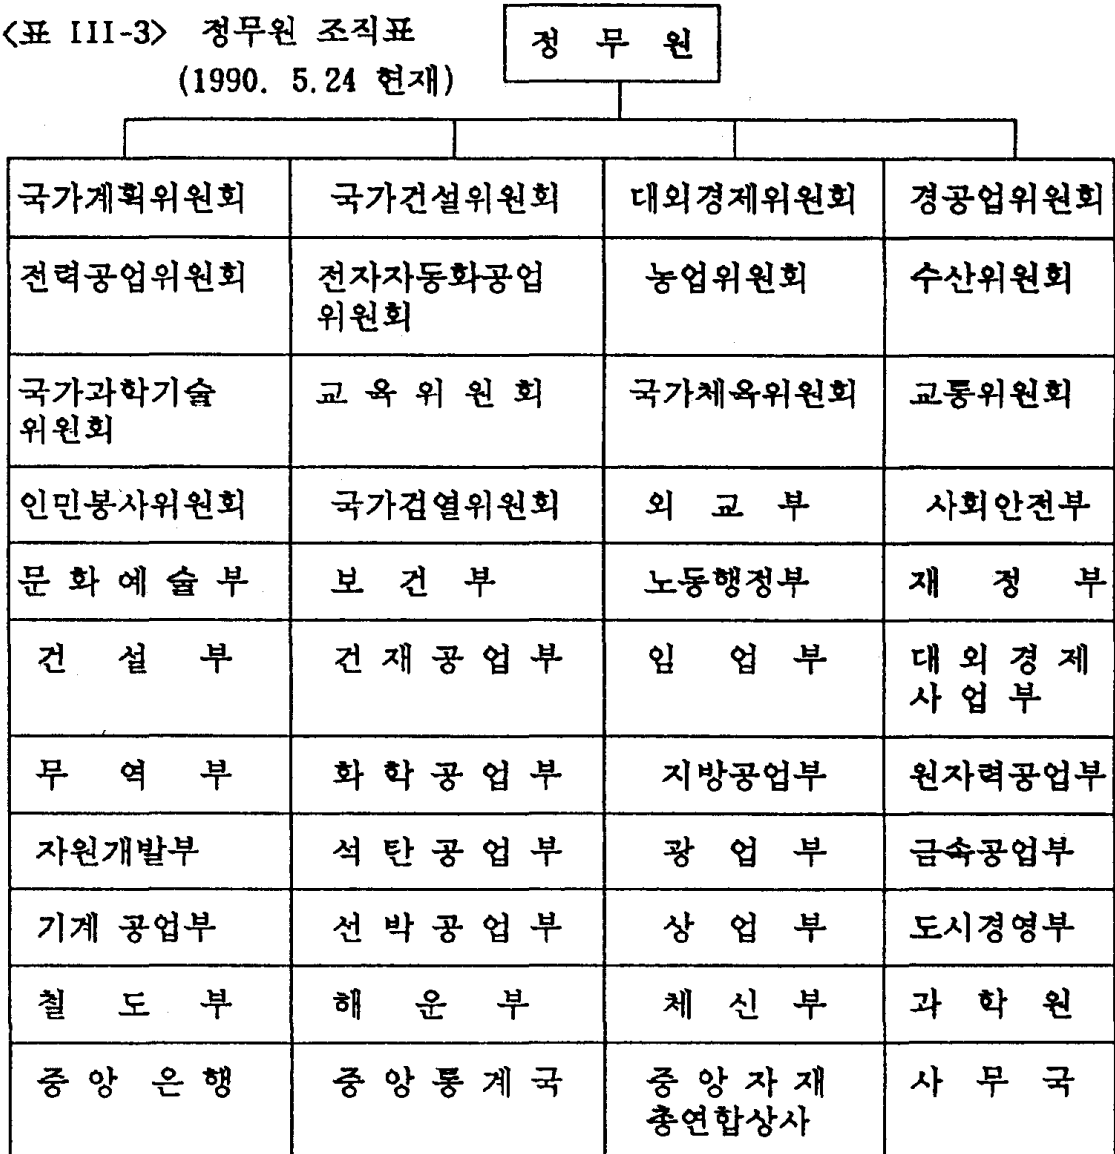 <표 III-3> 정무원 조직표
(1990. 5.24 현재)
정 무 원
국가계획위원회 국가건설위원회 대외경제위원회 경공업위원회
전력공업위원회 전자자동화공업 농업위원회 수산위원회
위원회
국가과학기술 교 육 위 원 회 국가체육위원회 교통위원회
위원회
인민봉사위원회 국가검열위원회 외 교 부 사회안전부
문 화 예 술 부 보 건 부 노동행정부 재 정 부
건 설 부 건 재 공 업 부 임 업 부 대 외 경 제
사 업 부
무 역 부 화 학 공 업 부 지방공업부 원자력공업부
자원개발부 석 탄 공 업 부 광 업 부 금속공업부
기계 공업부 선 박 공 업 부 상 업 부 도시경영부
철 도 부 해 운 부 체 신 부 과 학 원
중 앙 은 행 중 앙 통 계 국 중 앙 자 재 사 무 국
총연합상사